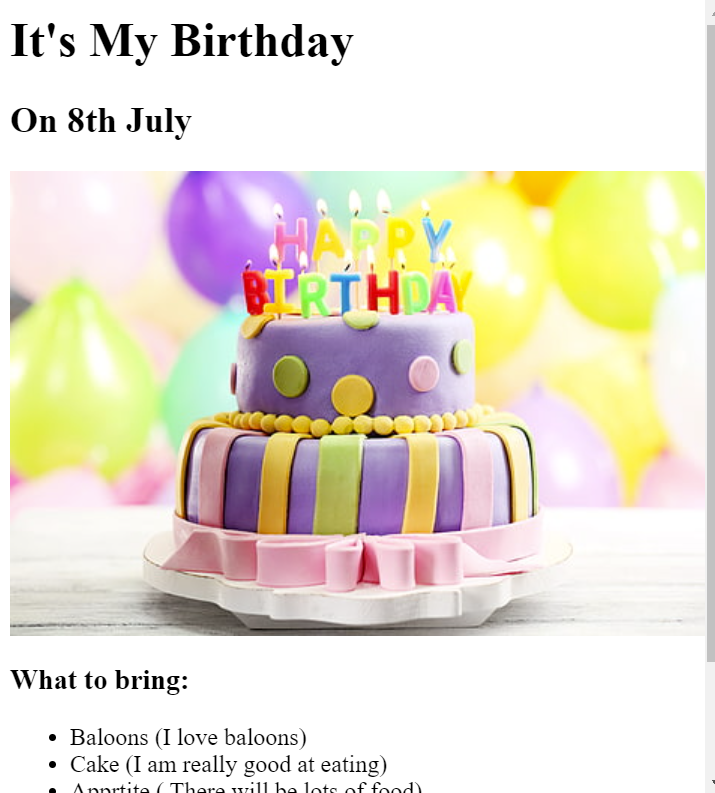 It's My Birthday
On 8th July
HAPPY
BIRTHDAY
What to bring:
Baloons (I love baloons)
Cake (I am really good at eating)
Apprtite ( There will be lots of food)